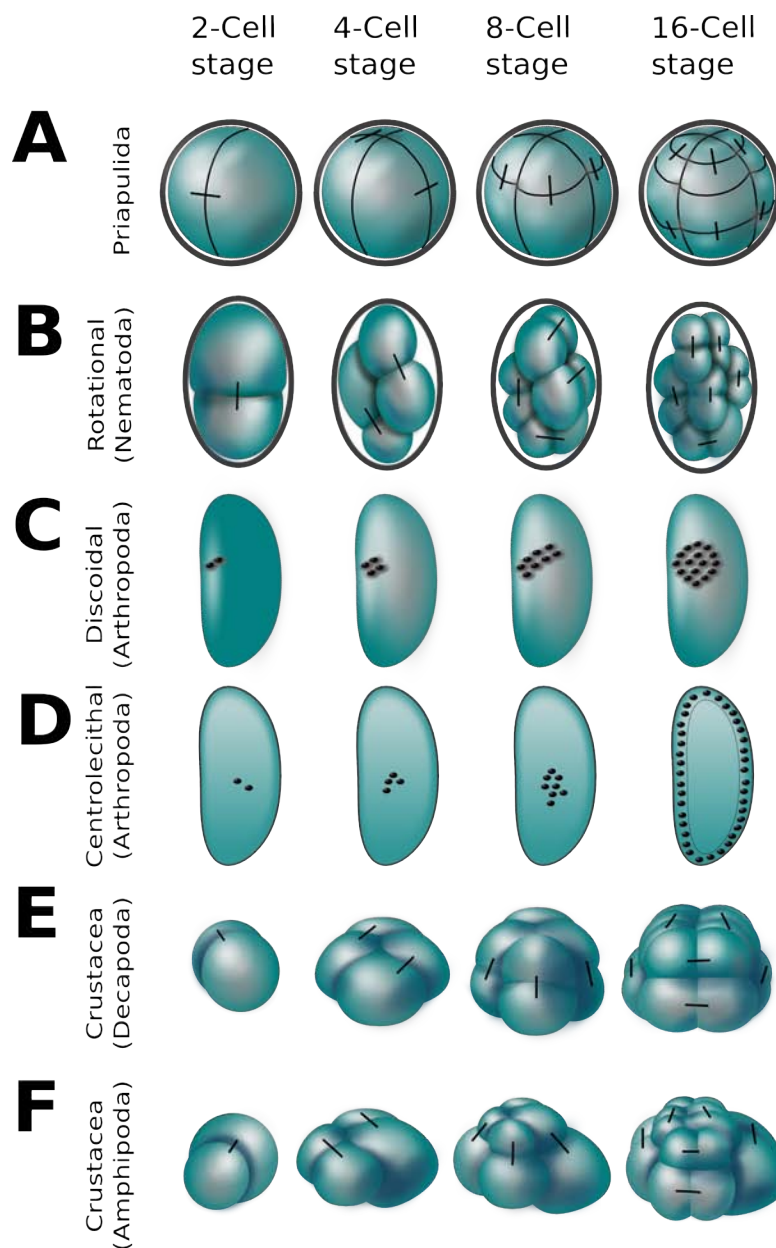 2-Cell
stage
4-Cell
stage
8-Cell
stage
16-Cell
stage
A
Priapulida
B
Rotational
(Nematoda)
C
Discoidal
(Arthropoda)
D
Centrolecithal
(Arthropoda)
E
Crustacea
(Decapoda)
F
Crustacea
(Amphipoda)